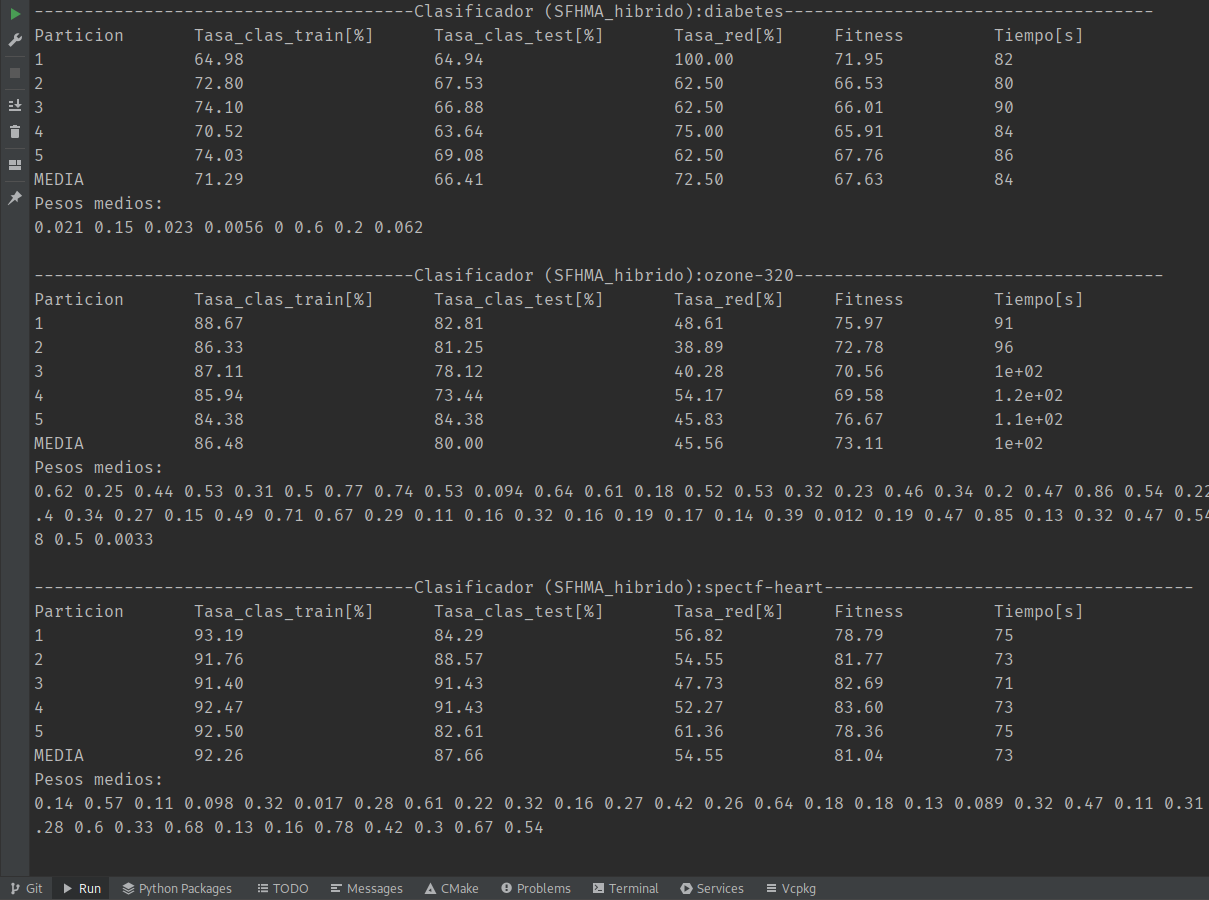 -------------------------------------Clasificador (SFHMA_hibrido):diabetes-------------------------------------
Particion Tasa_clas_train[%] Tasa_clas_test[%] Tasa_red[%] Fitness Tiempo[s]
1 64.98 64.94 100.00 71.95 82
2 72.80 67.53 62.50 66.53 80
3 74.10 66.88 62.50 66.01 90
4 70.52 63.64 75.00 65.91 84
5 74.03 69.08 62.50 67.76 86
MEDIA 71.29 66.41 72.50 67.63 84
Pesos medios:
0.021 0.15 0.023 0.0056 0 0.6 0.2 0.062
-------------------------------------Clasificador (SFHMA_hibrido):ozone-320-------------------------------------
Particion Tasa_clas_train[%] Tasa_clas_test[%] Tasa_red[%] Fitness Tiempo[s]
1 88.67 82.81 48.61 75.97 91
2 86.33 81.25 38.89 72.78 96
3 87.11 78.12 40.28 70.56 1e+02
4 85.94 73.44 54.17 69.58 1.2e+02
5 84.38 84.38 45.83 76.67 1.1e+02
MEDIA 86.48 80.00 45.56 73.11 1e+02
Pesos medios:
0.62 0.25 0.44 0.53 0.31 0.5 0.77 0.74 0.53 0.094 0.64 0.61 0.18 0.52 0.53 0.32 0.23 0.46 0.34 0.2 0.47 0.86 0.54 0.22
.4 0.34 0.27 0.15 0.49 0.71 0.67 0.29 0.11 0.16 0.32 0.16 0.19 0.17 0.14 0.39 0.012 0.19 0.47 0.85 0.13 0.32 0.47 0.54
8 0.5 0.0033
-------------------------------------Clasificador (SFHMA_hibrido):spectf-heart-------------------------------------
Particion Tasa_clas_train[%] Tasa_clas_test[%] Tasa_red[%] Fitness Tiempo[s]
1 93.19 84.29 56.82 78.79 75
2 91.76 88.57 54.55 81.77 73
3 91.40 91.43 47.73 82.69 71
4 92.47 91.43 52.27 83.60 73
5 92.50 82.61 61.36 78.36 75
MEDIA 92.26 87.66 54.55 81.04 73
Pesos medios:
0.14 0.57 0.11 0.098 0.32 0.017 0.28 0.61 0.22 0.32 0.16 0.27 0.42 0.26 0.64 0.18 0.18 0.13 0.089 0.32 0.47 0.11 0.31
.28 0.6 0.33 0.68 0.13 0.16 0.78 0.42 0.3 0.67 0.54
Git Run Python Packages TODO Messages CMake Problems Terminal Services Vcpkg